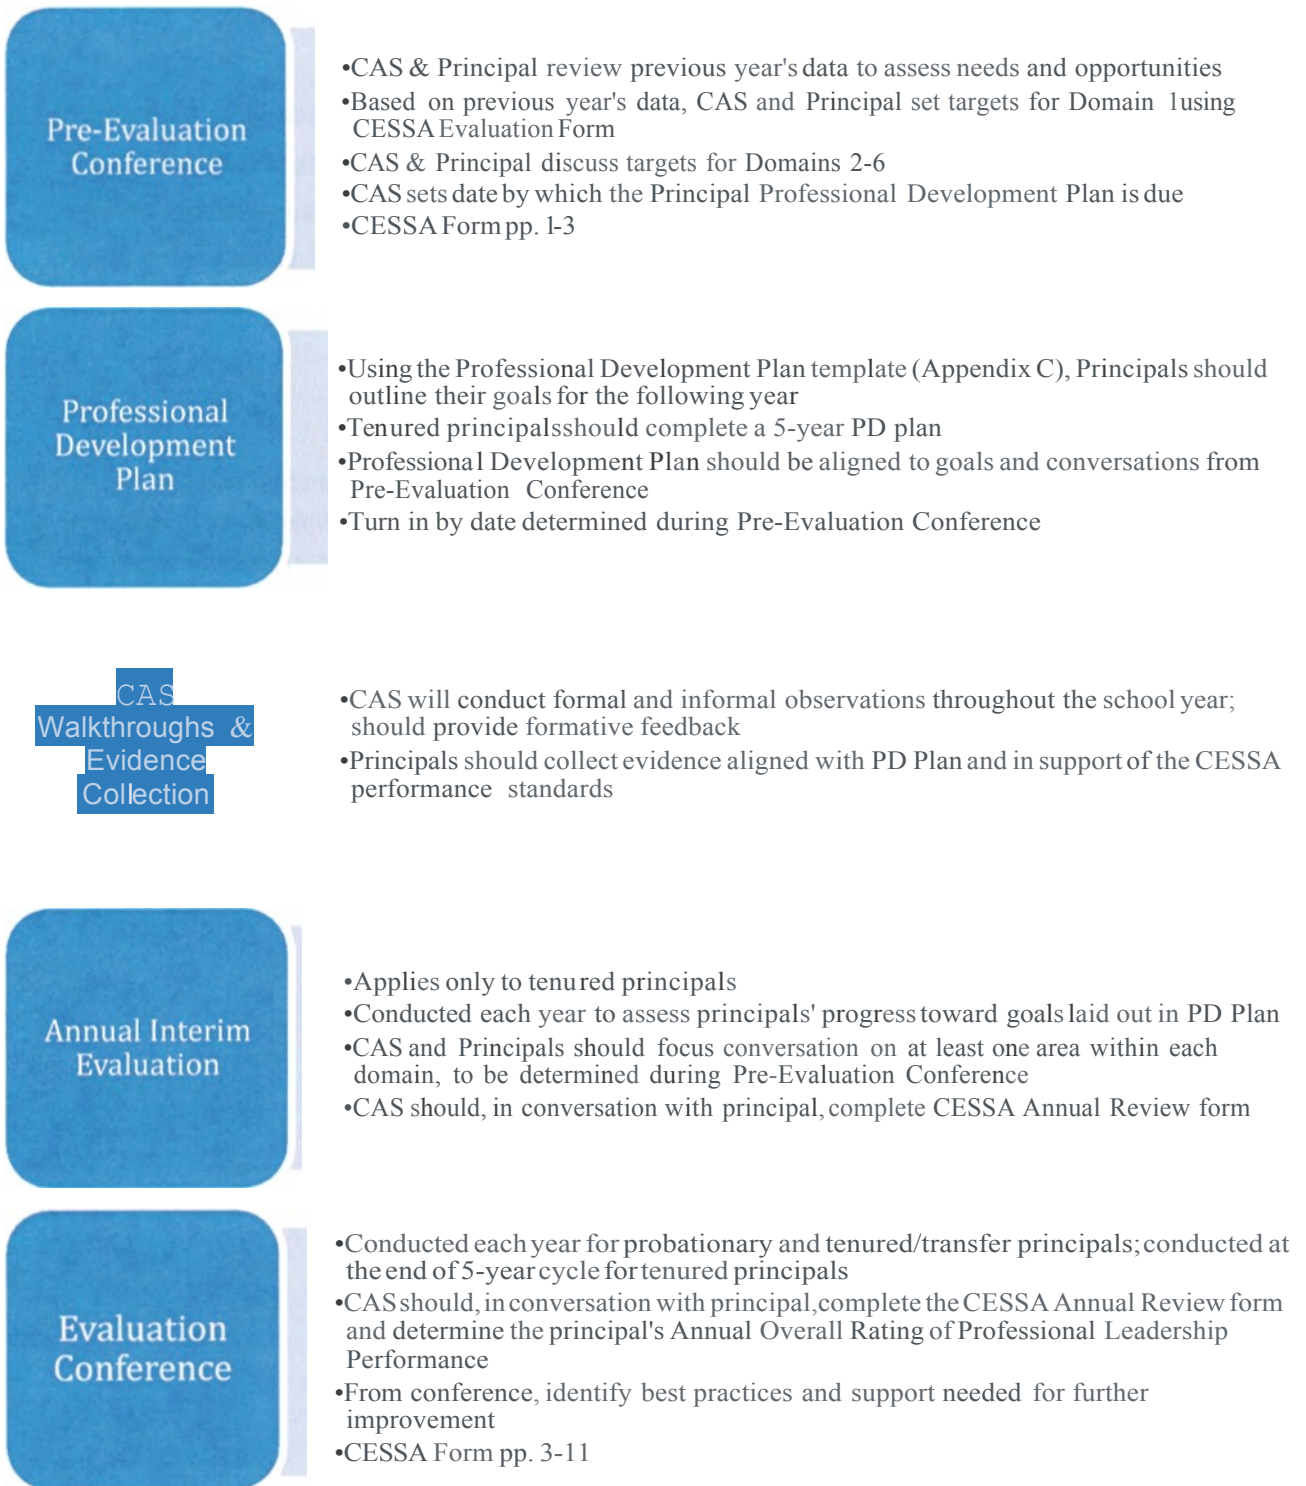 Pre-Evaluation
Conference
•CAS & Principal review previous year's data to assess needs and opportunities
•Based on previous year's data, CAS and Principal set targets for Domain 1using
CESSA Evaluation Form
•CAS & Principal discuss targets for Domains 2-6
•CAS sets date by which the Principal Professional Development Plan is due
•CESSA Form pp. 1-3
Professional
Development
Plan
•Using the Professional Development Plan template (Appendix C), Principals should
outline their goals for the following year
•Tenured principalsshould complete a 5-year PD plan
•Professional Development Plan should be aligned to goals and conversations from
Pre-Evaluation Conference
•Turn in by date determined during Pre-Evaluation Conference
CAS
Walkthroughs &
Evidence
Collection
•CAS will conduct formal and informal observations throughout the school year;
should provide formative feedback
•Principals should collect evidence aligned with PD Plan and in support of the CESSA
performance standards
Annual Interim
Evaluation
•Applies only to tenured principals
•Conducted each year to assess principals' progress toward goals laid out in PD Plan
•CAS and Principals should focus conversation on at least one area within each
domain, to be determined during Pre-Evaluation Conference
•CAS should, in conversation with principal, complete CESSA Annual Review form
Evaluation
Conference
•Conducted each year for probationary and tenured/transfer principals; conducted at
the end of 5-year cycle for tenured principals
•CAS should, in conversation with principal, complete the CESSA Annual Review form
and determine the principal's Annual Overall Rating of Professional Leadership
Performance
•From conference, identify best practices and support needed for further
improvement
•CESSA Form pp. 3-11